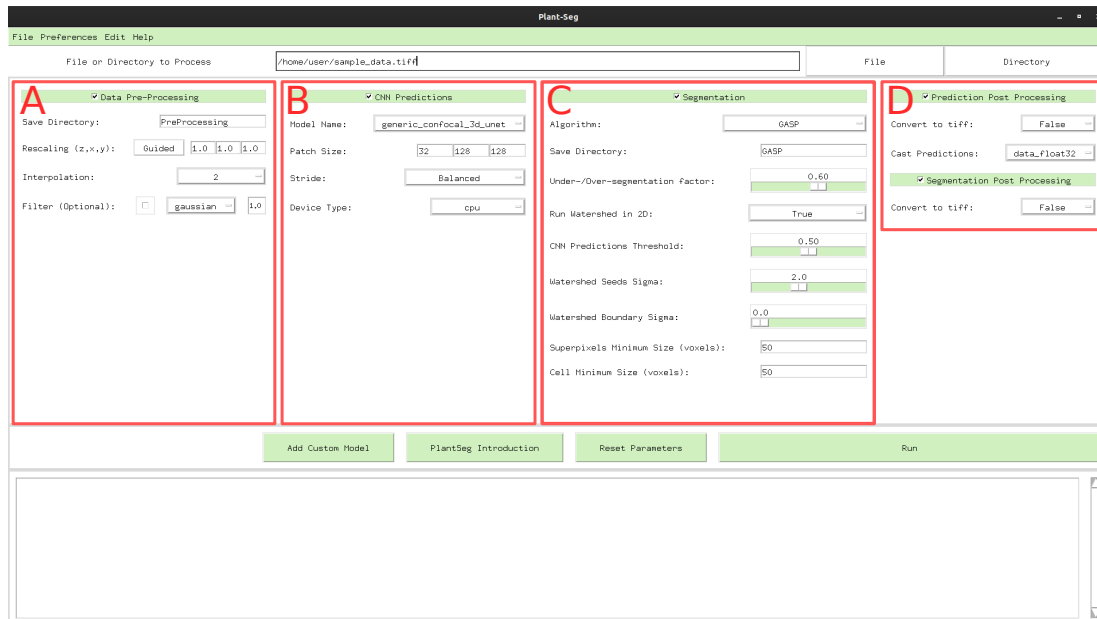 Plant-Seg
File Preferences Edit Help
File or Directory to Process /home/user/sample_data.tiff File Directory
A
Data Pre-Processing
Save Directory: PreProcessing
Rescaling (z,x,y): Guided 1.0 1.0 1.0
Interpolation: 2
Filter (Optional): gaussian 1.0
B
CNN Predictions
Model Name: generic_confocal_3d_unet
Patch Size: 32 128 128
Stride: Balanced
Device Type: cpu
C
Segmentation
Algorithm: GASP
Save Directory: GASP
Under-/Over-segmentation factor: 0.60
Run Watershed in 2D: True
CNN Predictions Threshold: 0.50
Watershed Seeds Sigma: 2.0
Watershed Boundary Sigma: 0.0
Superpixels Minimum Size (voxels): 50
Cell Minimum Size (voxels): 50
D
Prediction Post Processing
Convert to tiff: False
Cast Predictions: data_float32
Segmentation Post Processing
Convert to tiff: False
Add Custom Model PlantSeg Introduction Reset Parameters Run